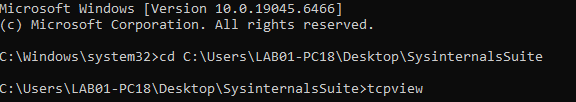 Microsoft Windows [Version 10.0.19045.6466]
(c) Microsoft Corporation. All rights reserved.
C:\Windows\system32>cd C:\Users\LAB01-PC18\Desktop\SysinternalsSuite
C:\Users\LAB01-PC18\Desktop\SysinternalsSuite>tcpview